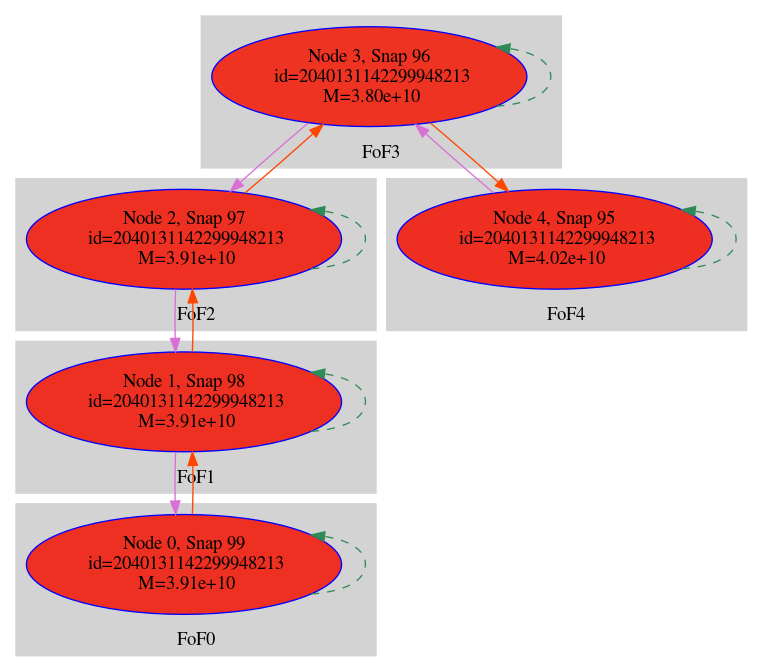 Node 3, Snap 96
id=2040131142299948213
M=3.80e+10
FoF3
Node 2, Snap 97
id=2040131142299948213
M=3.91e+10
FoF2
Node 4, Snap 95
id=2040131142299948213
M=4.02e+10
FoF4
Node 1, Snap 98
id=2040131142299948213
M=3.91e+10
FoF1
Node 0, Snap 99
id=2040131142299948213
M=3.91e+10
FoF0